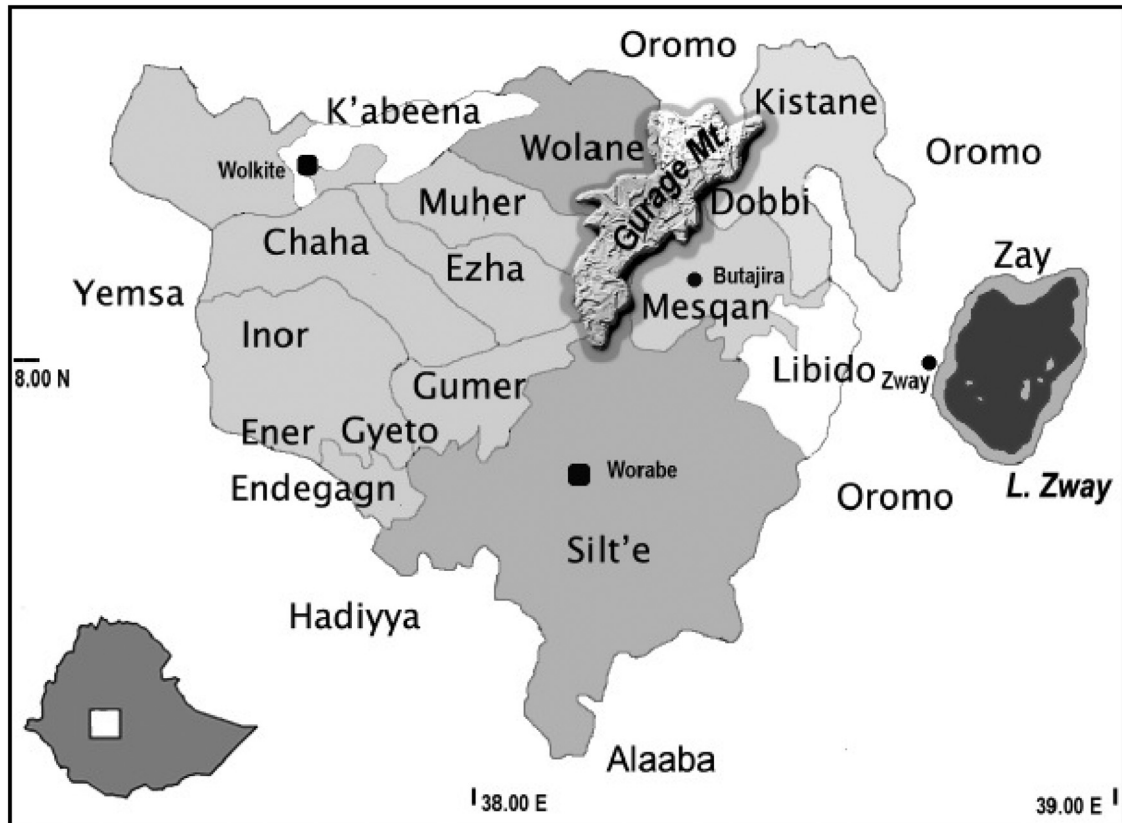 Oromo
Kistane
K'abeena
Wolane
Oromo
Wolkite
Gurage Mt.
Muher
Dobbi
Chaha
Ezha
Zay
Butajira
Yemsa
Mesqan
Inor
8.00 N
Libido
Zway
Gumer
Ener
Gyeto
Worabe
Endegagn
Oromo
L. Zway
Silt'e
Hadiyya
Alaaba
38.00 E
39.00 E